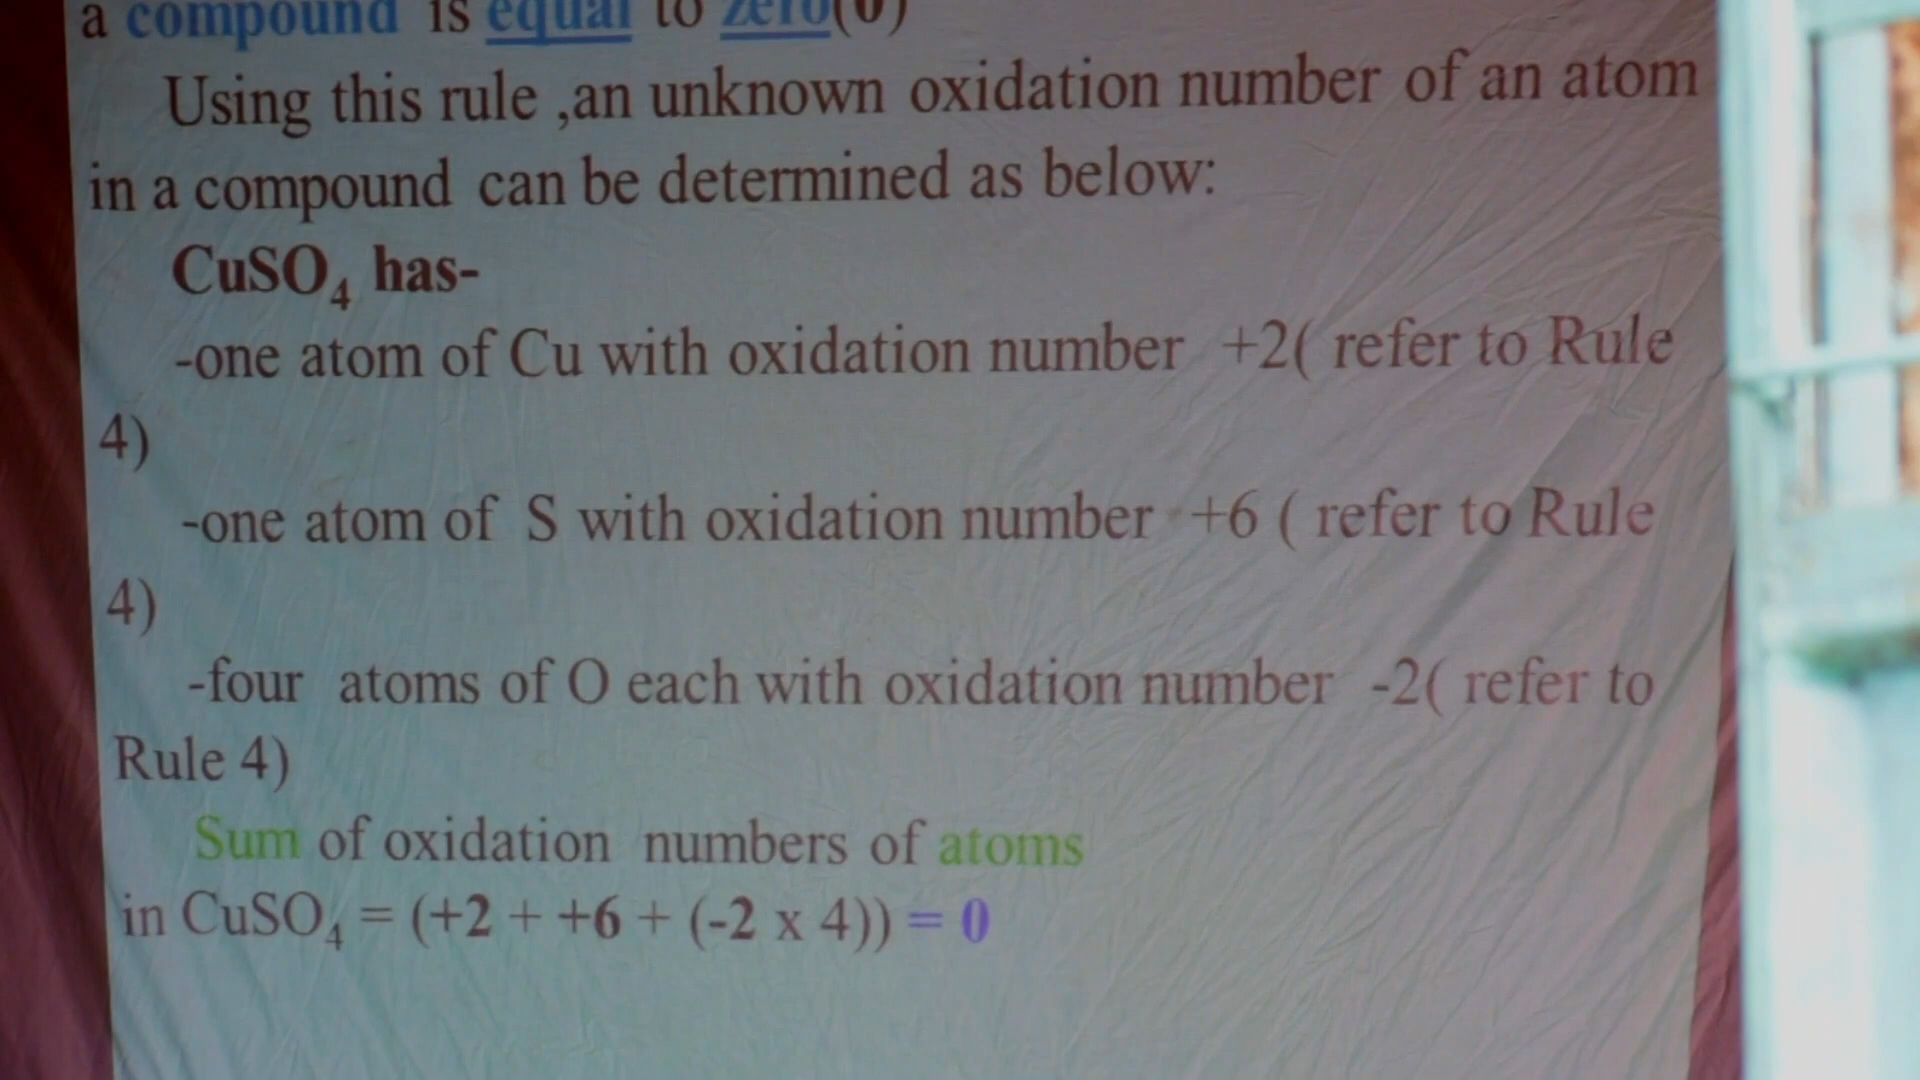 a compound is equal to zero(0)
Using this rule ,an unknown oxidation number of an atom
in a compound can be determined as below:
CuSO₄ has-
-one atom of Cu with oxidation number +2( refer to Rule
4)
-one atom of S with oxidation number +6 ( refer to Rule
4)
-four atoms of O each with oxidation number -2( refer to
Rule 4)
Sum of oxidation numbers of atoms
in CuSO₄ = (+2 + +6 + (-2 x 4)) = 0